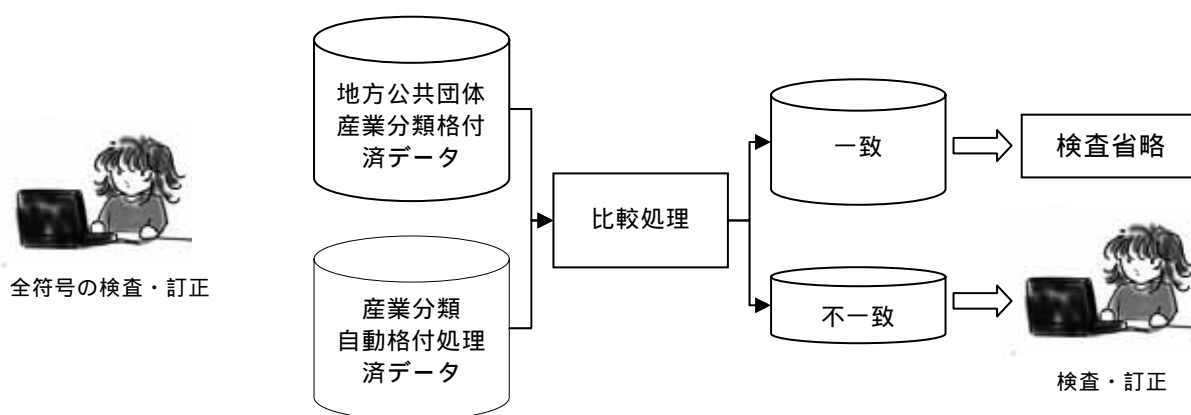 全符号の検査・訂正
地方公共団体
産業分類格付
済データ
産業分類
自動格付処理
済データ
比較処理
一致
検査省略
不一致
検査・訂正